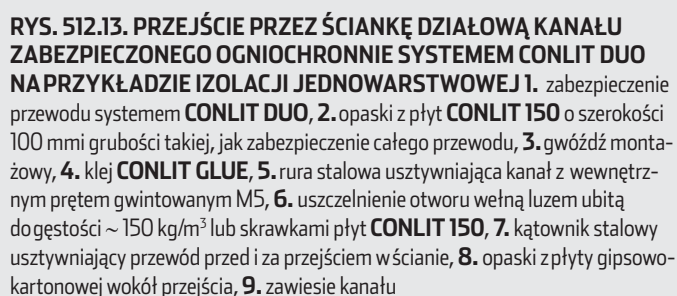 RYS. 512.13. PRZEJŚCIE PRZEZ ŚCIANKĘ DZIAŁOWĄ KANAŁU
ZABEZPIECZONEGO OGNIOCHRONNIE SYSTEMEM CONLIT DUO
NA PRZYKŁADZIE IZOLACJI JEDNOWARSTWOWEJ 1. zabezpieczenie
przewodu systemem CONLIT DUO, 2. opaski z płyt CONLIT 150 o szerokości
100 mm i grubości takiej, jak zabezpieczenie całego przewodu, 3. gwóźdź monta-
żowy, 4. klej CONLIT GLUE, 5. rura stalowa usztywniająca kanał z wewnętrz-
nym prętem gwintowanym M5, 6. uszczelnienie otworu wełną luzem ubitą
do gęstości ~ 150 kg/m³ lub skrawkami płyt CONLIT 150, 7. kątownik stalowy
usztywniający przewód przed i za przejściem w ścianie, 8. opaski z płyty gipsowo-
kartonowej wokół przejścia, 9. zawiesie kanału